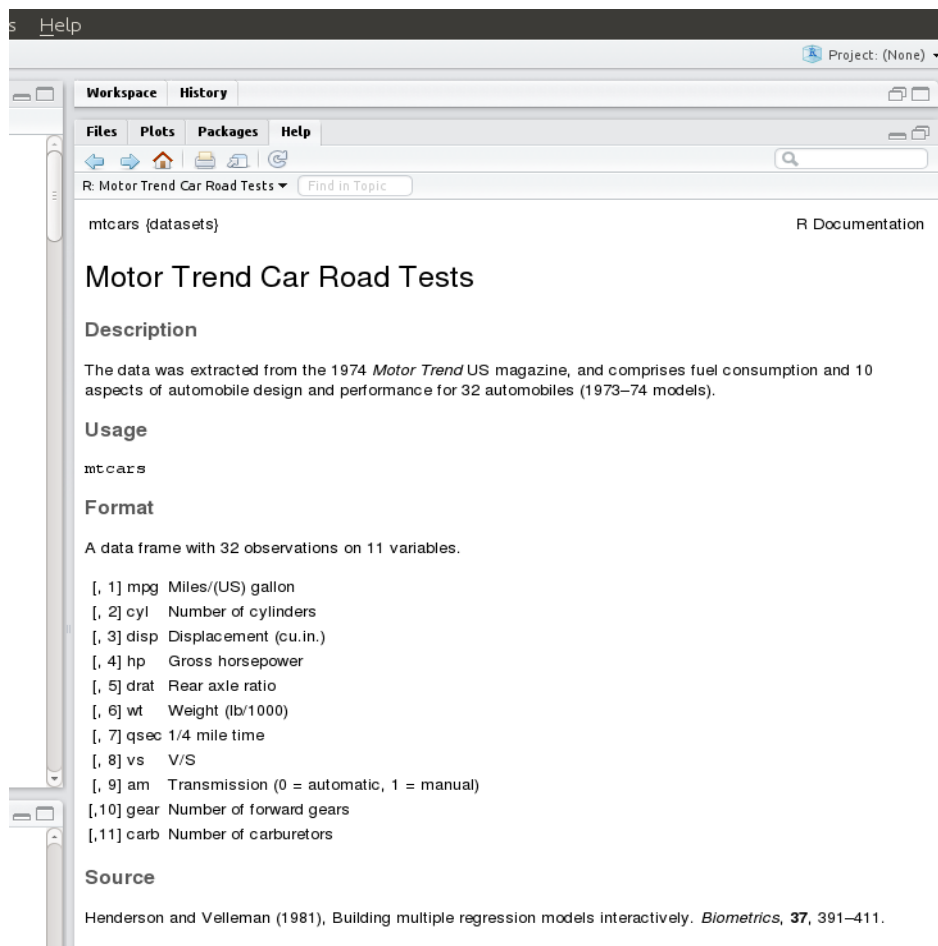 s Help
Project: (None)
Workspace History
Files Plots Packages Help
R: Motor Trend Car Road Tests Find in Topic
mtcars {datasets} R Documentation
Motor Trend Car Road Tests
Description
The data was extracted from the 1974 Motor Trend US magazine, and comprises fuel consumption and 10
aspects of automobile design and performance for 32 automobiles (1973–74 models).
Usage
mtcars
Format
A data frame with 32 observations on 11 variables.
[, 1] mpg Miles/(US) gallon
[, 2] cyl Number of cylinders
[, 3] disp Displacement (cu.in.)
[, 4] hp Gross horsepower
[, 5] drat Rear axle ratio
[, 6] wt Weight (lb/1000)
[, 7] qsec 1/4 mile time
[, 8] vs V/S
[, 9] am Transmission (0 = automatic, 1 = manual)
[,10] gear Number of forward gears
[,11] carb Number of carburetors
Source
Henderson and Velleman (1981), Building multiple regression models interactively. Biometrics, 37, 391–411.